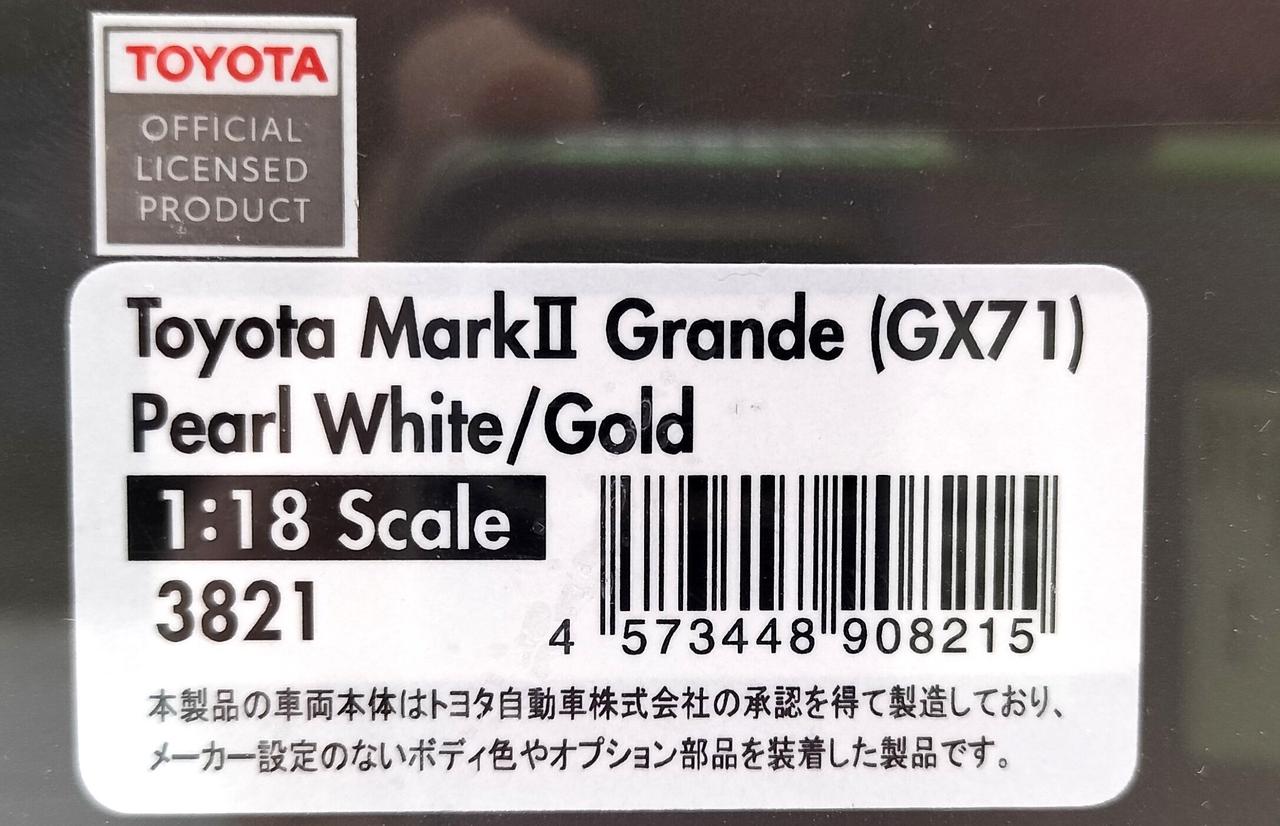 TOYOTA
OFFICIAL
LICENSED
PRODUCT
Toyota MarkⅡ Grande (GX71)
Pearl White/Gold
1:18 Scale
3821
4 573448 908215
本製品の車両本体はトヨタ自動車株式会社の承認を得て製造しており、
メーカー設定のないボディ色やオプション部品を装着した製品です。